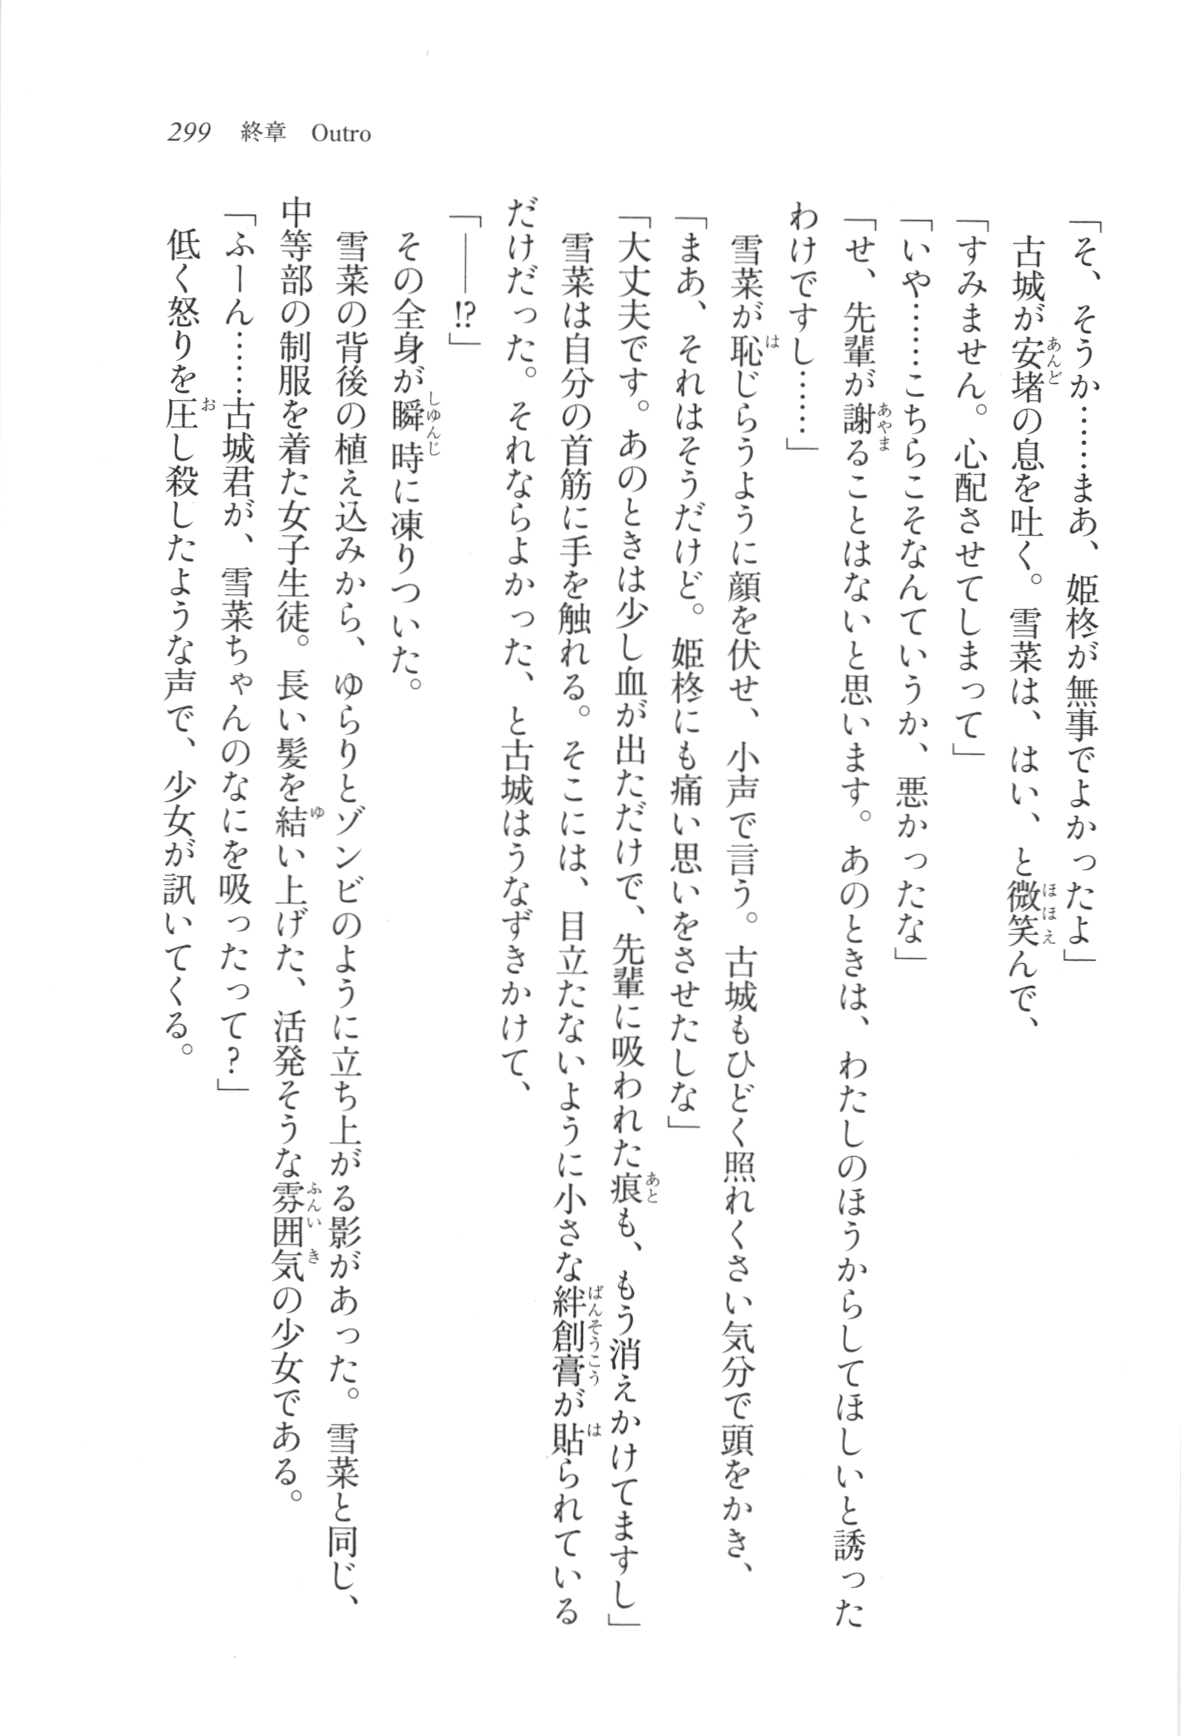 299　終章　Outro
「そ、そうか……まあ、姫柊が無事でよかったよ」
　古城が安堵の息を吐く。雪菜は、はい、と微笑んで、
「すみません。心配させてしまって」
「いや……こちらこそなんていうか、悪かったな」
「せ、先輩が謝ることはないと思います。あのときは、わたしのほうからしてほしいと誘った
わけですし……」
　雪菜が恥じらうように顔を伏せ、小声で言う。古城もひどく照れくさい気分で頭をかき、
「まあ、それはそうだけど。姫柊にも痛い思いをさせたしな」
「大丈夫です。あのときは少し血が出ただけで、先輩に吸われた痕も、もう消えかけてますし」
　雪菜は自分の首筋に手を触れる。そこには、目立たないように小さな絆創膏が貼られている
だけだった。それならよかった、と古城はうなずきかけて、
「――!?」
　その全身が瞬時に凍りついた。
　雪菜の背後の植え込みから、ゆらりとゾンビのように立ち上がる影があった。雪菜と同じ、
中等部の制服を着た女子生徒。長い髪を結い上げた、活発そうな雰囲気の少女である。
「ふーん……古城君が、雪菜ちゃんのなにを吸ったって？」
　低く怒りを圧し殺したような声で、少女が訊いてくる。